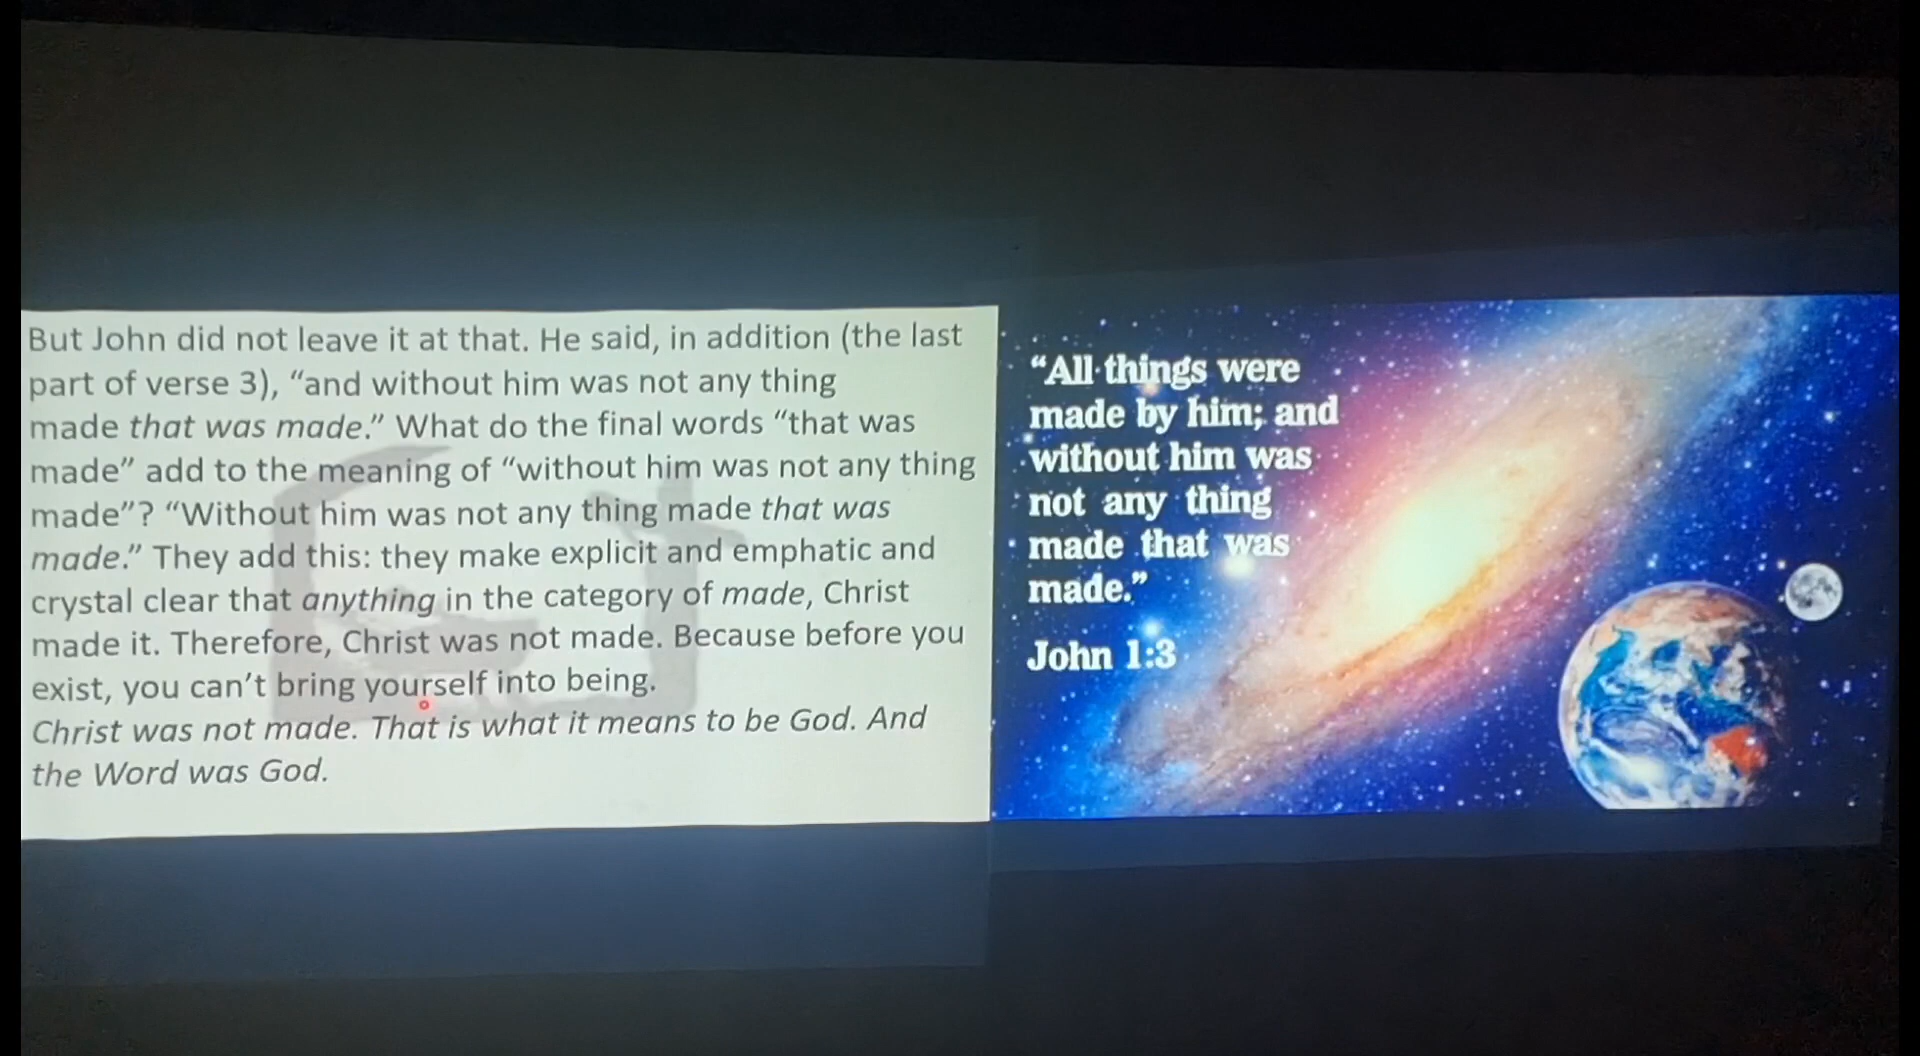 But John did not leave it at that. He said, in addition (the last
part of verse 3), “and without him was not any thing
made that was made.” What do the final words “that was
made” add to the meaning of “without him was not any thing
made”? “Without him was not any thing made that was
made.” They add this: they make explicit and emphatic and
crystal clear that anything in the category of made, Christ
made it. Therefore, Christ was not made. Because before you
exist, you can’t bring yourself into being.
Christ was not made. That is what it means to be God. And
the Word was God.
“All things were
made by him; and
without him was
not any thing
made that was
made.”
John 1:3